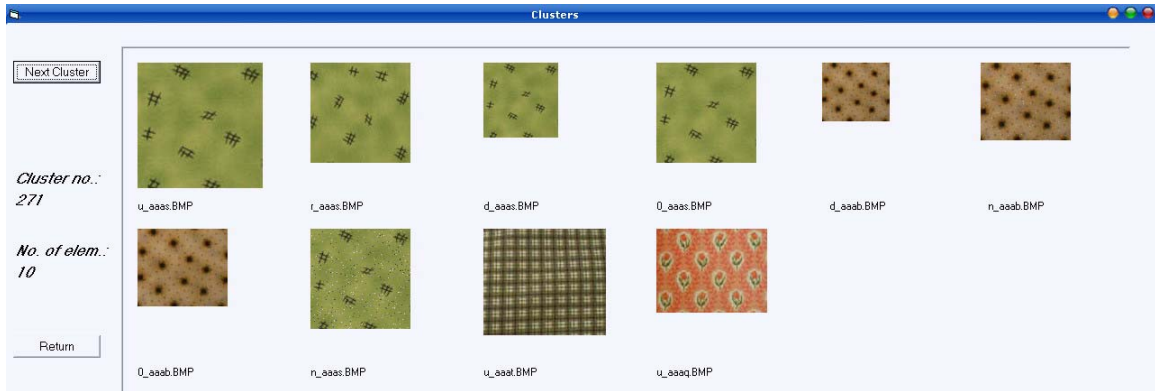 Clusters
Next Cluster
Cluster no.:
271
No. of elem.:
10
Return
u_aaas.BMP
r_aaas.BMP
d_aaas.BMP
0_aaas.BMP
d_aaab.BMP
n_aaab.BMP
0_aaab.BMP
n_aaas.BMP
u_aaat.BMP
u_aaaq.BMP